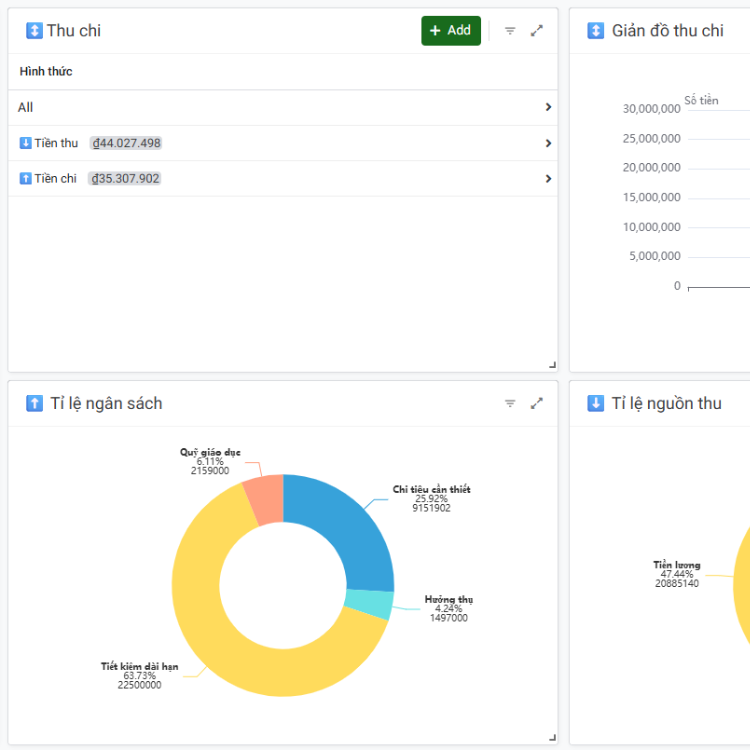 Thu chi
+ Add
Hình thức
All
Tiền thu ₫44.027.498
Tiền chi ₫35.307.902
Giản đồ thu chi
Số tiền
30,000,000
25,000,000
20,000,000
15,000,000
10,000,000
5,000,000
0
Tỉ lệ ngân sách
Quỹ giáo dục
6.11%
2159000
Chi tiêu cần thiết
25.92%
9151902
Hưởng thụ
4.24%
1497000
Tiết kiệm dài hạn
63.73%
22500000
Tỉ lệ nguồn thu
Tiền lương
47.44%
20885140